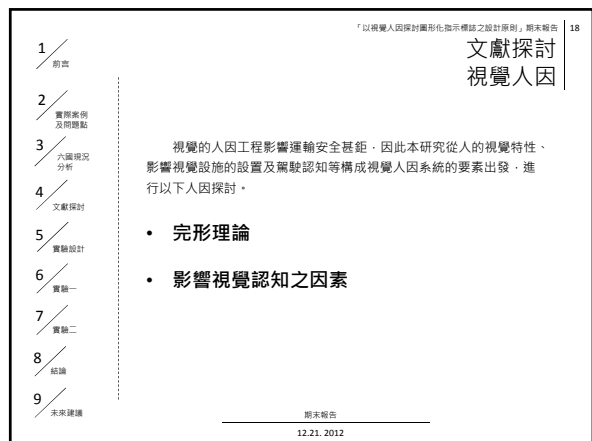 「以視覺人因探討圖形化指示標誌之設計原則」期末報告
18
文獻探討
視覺人因
1
前言
2
實際案例
及問題點
3
六國現況
分析
4
文獻探討
5
實驗設計
6
實驗一
7
實驗二
8
結論
9
未來建議
視覺的人因工程影響運輸安全甚鉅，因此本研究從人的視覺特性、
影響視覺設施的設置及駕駛認知等構成視覺人因系統的要素出發，進
行以下人因探討。
• 完形理論
• 影響視覺認知之因素
期末報告
12.21. 2012